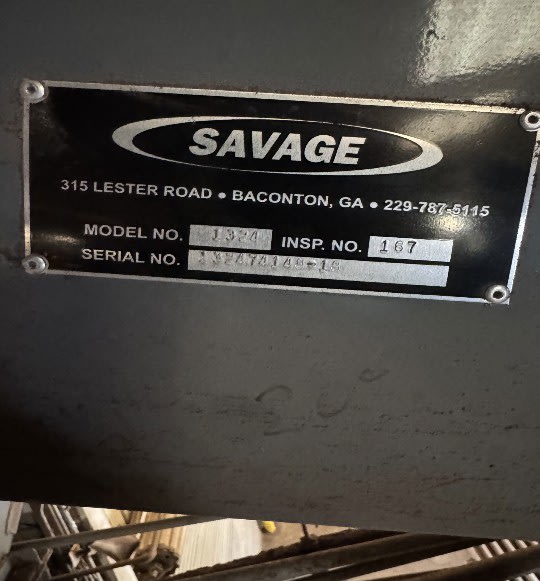 SAVAGE
315 LESTER ROAD • BACONTON, GA • 229-787-5115
MODEL NO. 1324 INSP. NO. 167
SERIAL NO.